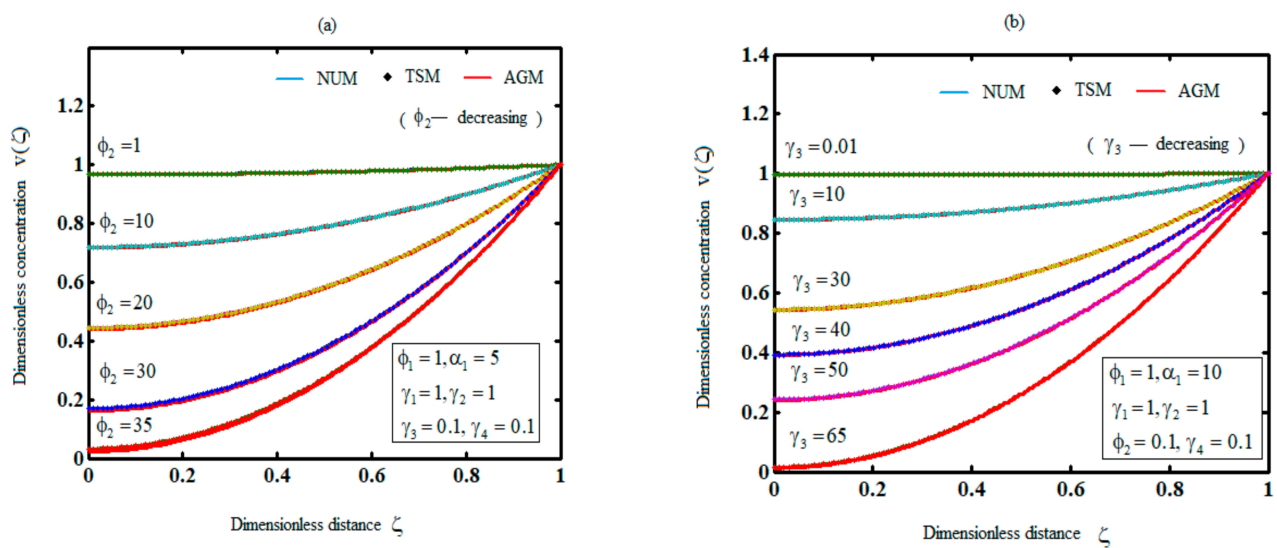 (a)
NUM TSM AGM
( ϕ₂— decreasing )
ϕ₂ = 1
ϕ₂ = 10
ϕ₂ = 20
ϕ₂ = 30
ϕ₂ = 35
ϕ₁ = 1, α₁ = 5
γ₁ = 1, γ₂ = 1
γ₃ = 0.1, γ₄ = 0.1
1.2
1
0.8
0.6
0.4
0.2
0
0 0.2 0.4 0.6 0.8 1
Dimensionless concentration v(ζ)
Dimensionless distance ζ
(b)
NUM TSM AGM
( γ₃ — decreasing )
γ₃ = 0.01
γ₃ = 10
γ₃ = 30
γ₃ = 40
γ₃ = 50
γ₃ = 65
ϕ₁ = 1, α₁ = 10
γ₁ = 1, γ₂ = 1
ϕ₂ = 0.1, γ₄ = 0.1
1.4
1.2
1
0.8
0.6
0.4
0.2
0
0 0.2 0.4 0.6 0.8 1
Dimensionless concentration v(ζ)
Dimensionless distance ζ